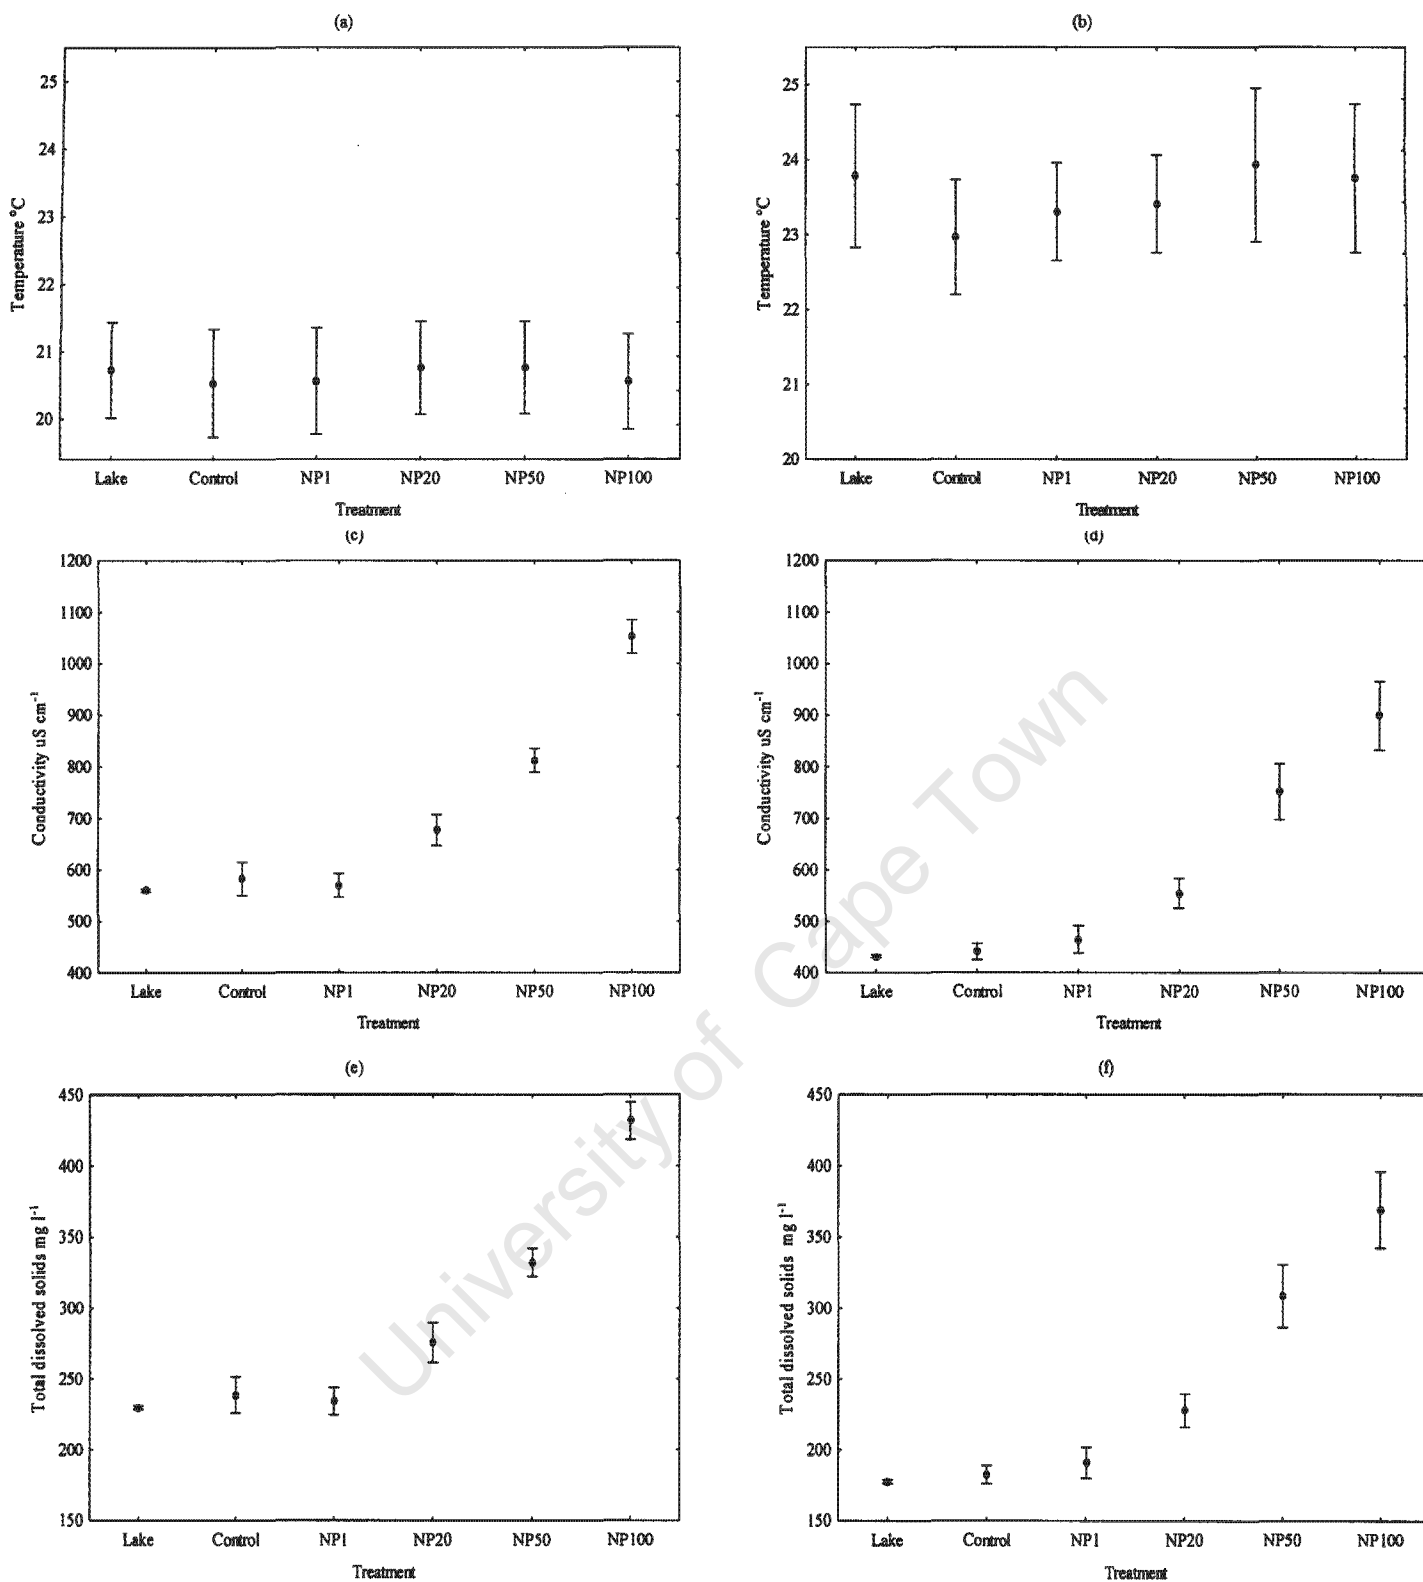 (a)
25
24
23
22
21
20
Temperature °C
Lake Control NP1 NP20 NP50 NP100
Treatment
(b)
25
24
23
22
21
20
Temperature °C
Lake Control NP1 NP20 NP50 NP100
Treatment
(c)
1200
1100
1000
900
800
700
600
500
400
Conductivity uS cm-1
Lake Control NP1 NP20 NP50 NP100
Treatment
(d)
1200
1100
1000
900
800
700
600
500
400
Conductivity uS cm-1
Lake Control NP1 NP20 NP50 NP100
Treatment
(e)
450
400
350
300
250
200
150
Total dissolved solids mg l-1
Lake Control NP1 NP20 NP50 NP100
Treatment
(f)
450
400
350
300
250
200
150
Total dissolved solids mg l-1
Lake Control NP1 NP20 NP50 NP100
Treatment
University of Cape Town